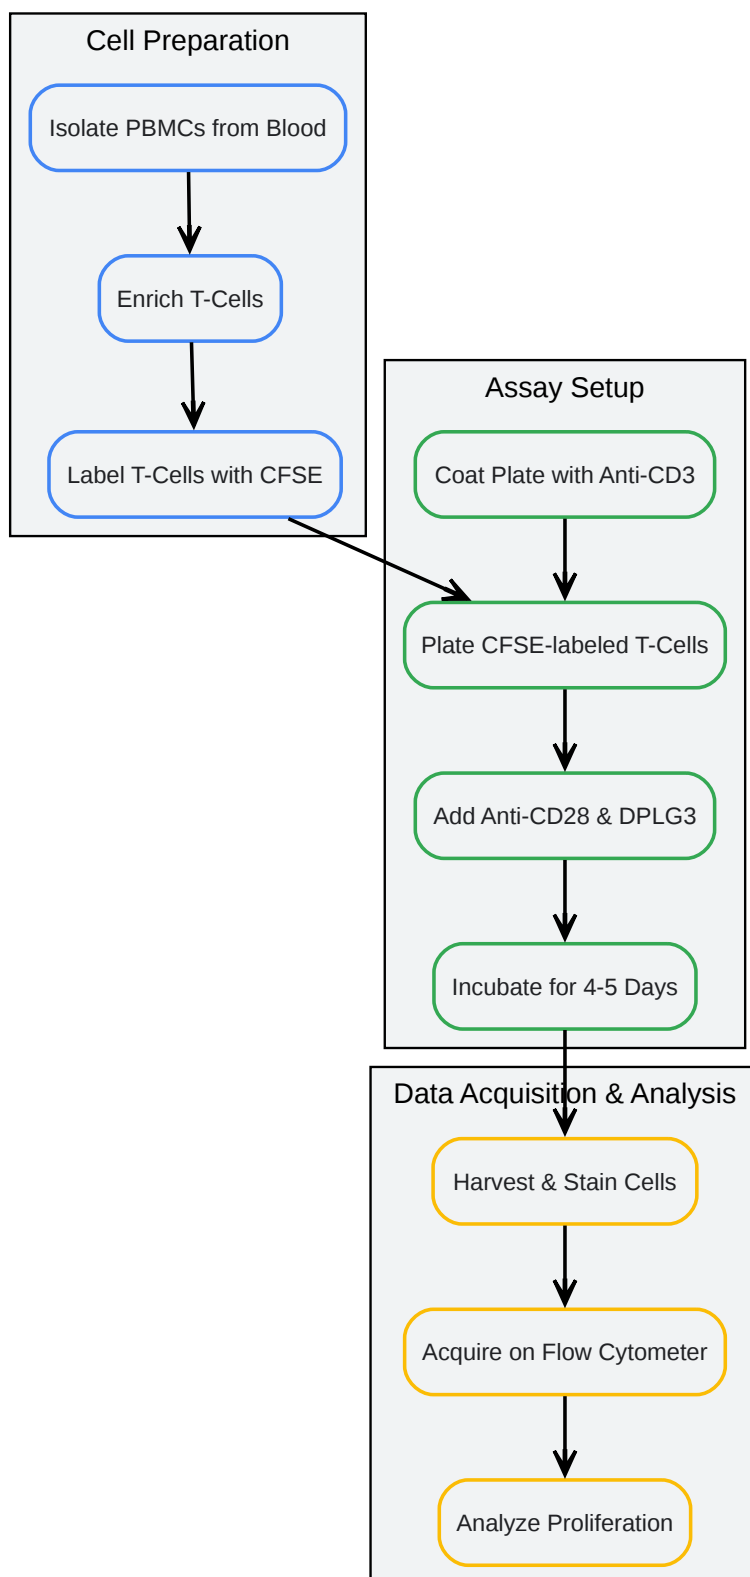 Cell Preparation
Isolate PBMCs from Blood
Enrich T-Cells
Label T-Cells with CFSE
Assay Setup
Coat Plate with Anti-CD3
Plate CFSE-labeled T-Cells
Add Anti-CD28 & DPLG3
Incubate for 4-5 Days
Data Acquisition & Analysis
Harvest & Stain Cells
Acquire on Flow Cytometer
Analyze Proliferation